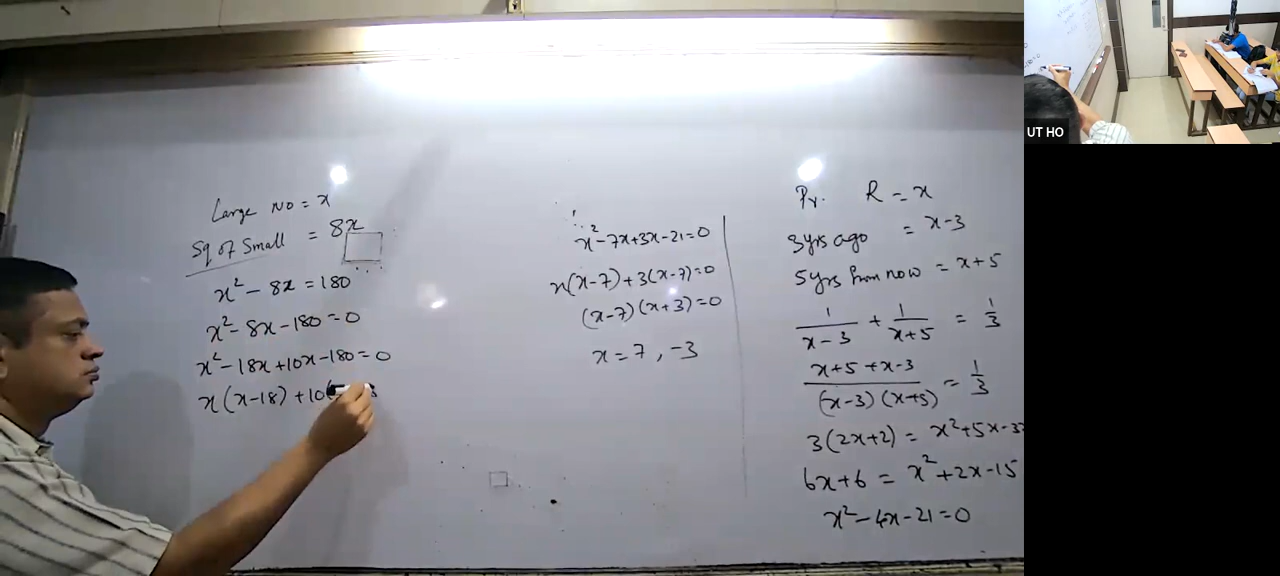 Large No = x
Sq of Small = 8x
x² - 8x = 180
x² - 8x - 180 = 0
x² - 18x + 10x - 180 = 0
x(x-18) + 10(
x² - 7x + 3x - 21 = 0
x(x-7) + 3(x-7) = 0
(x-7)(x+3) = 0
x = 7, -3
Pr. R = x
3yrs ago = x-3
5yrs from now = x+5
1/(x-3) + 1/(x+5) = 1/3
(x+5+x-3)/((x-3)(x+5)) = 1/3
3(2x+2) = x²+5x-3
6x+6 = x²+2x-15
x²-4x-21=0
UT HO